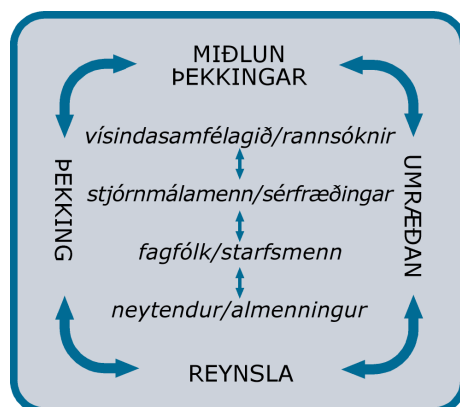 MIÐLUN
ÞEKKINGAR
vísindasamfélagið/rannsóknir
stjórnmálamenn/sérfræðingar
fagfólk/starfsmenn
neytendur/almenningur
ÞEKKING
UMRÆÐAN
REYNSLA